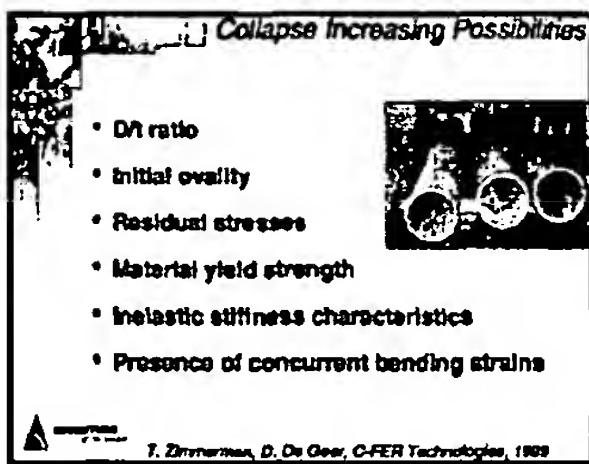 Collapse Increasing Possibilities
• D/t ratio
• Initial ovality
• Residual stresses
• Material yield strength
• Inelastic stiffness characteristics
• Presence of concurrent bending strains
T. Zimmerman, D. De Geer, C-FER Technologies, 1999